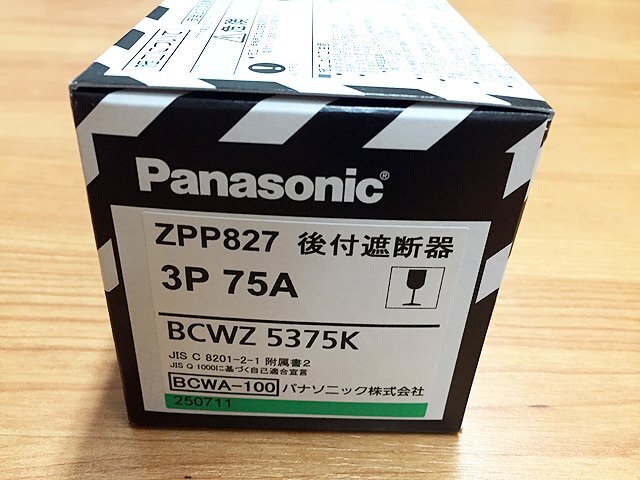 Panasonic®
ZPP827 後付遮断器
3P 75A
BCWZ 5375K
JIS C 8201-2-1 附属書2
JIS Q 1000に基づく自己適合宣言
BCWA-100 パナソニック株式会社
250711